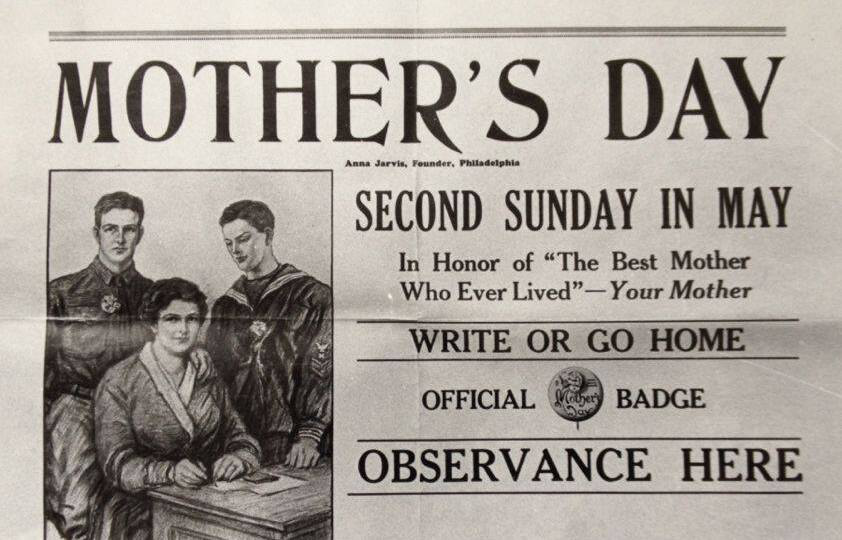 MOTHER'S DAY
Anna Jarvis, Founder, Philadelphia
SECOND SUNDAY IN MAY
In Honor of "The Best Mother
Who Ever Lived"—Your Mother
WRITE OR GO HOME
OFFICIAL Mother's Day BADGE
OBSERVANCE HERE